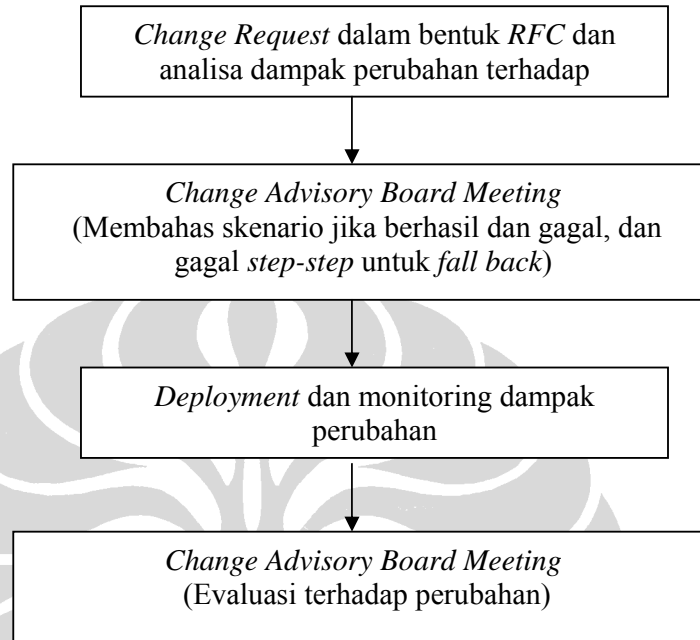 Change Request dalam bentuk RFC dan
analisa dampak perubahan terhadap
Change Advisory Board Meeting
(Membahas skenario jika berhasil dan gagal, dan
gagal step-step untuk fall back)
Deployment dan monitoring dampak
perubahan
Change Advisory Board Meeting
(Evaluasi terhadap perubahan)